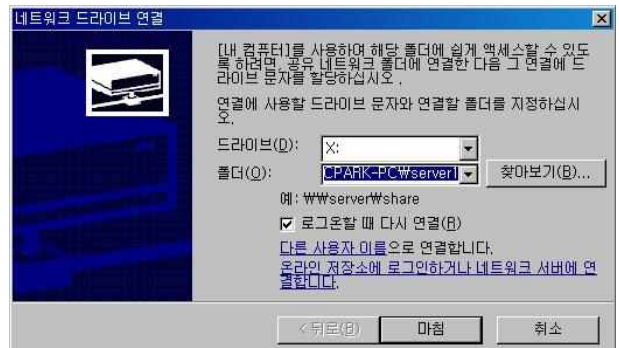 네트워크 드라이브 연결
[내 컴퓨터]를 사용하여 해당 폴더에 쉽게 액세스할 수 있도
록 하려면, 공유 네트워크 폴더에 연결한 다음 그 연결에 드
라이브 문자를 할당하십시오 .
연결에 사용할 드라이브 문자와 연결할 폴더를 지정하십시
오.
드라이브(D): X:
폴더(O): CPARK-PC₩server1 찾아보기(B)...
예: ₩₩server₩share
로그온할 때 다시 연결(R)
다른 사용자 이름으로 연결합니다.
온라인 저장소에 로그인하거나 네트워크 서버에 연
결합니다.
< 뒤로(B) 마침 취소